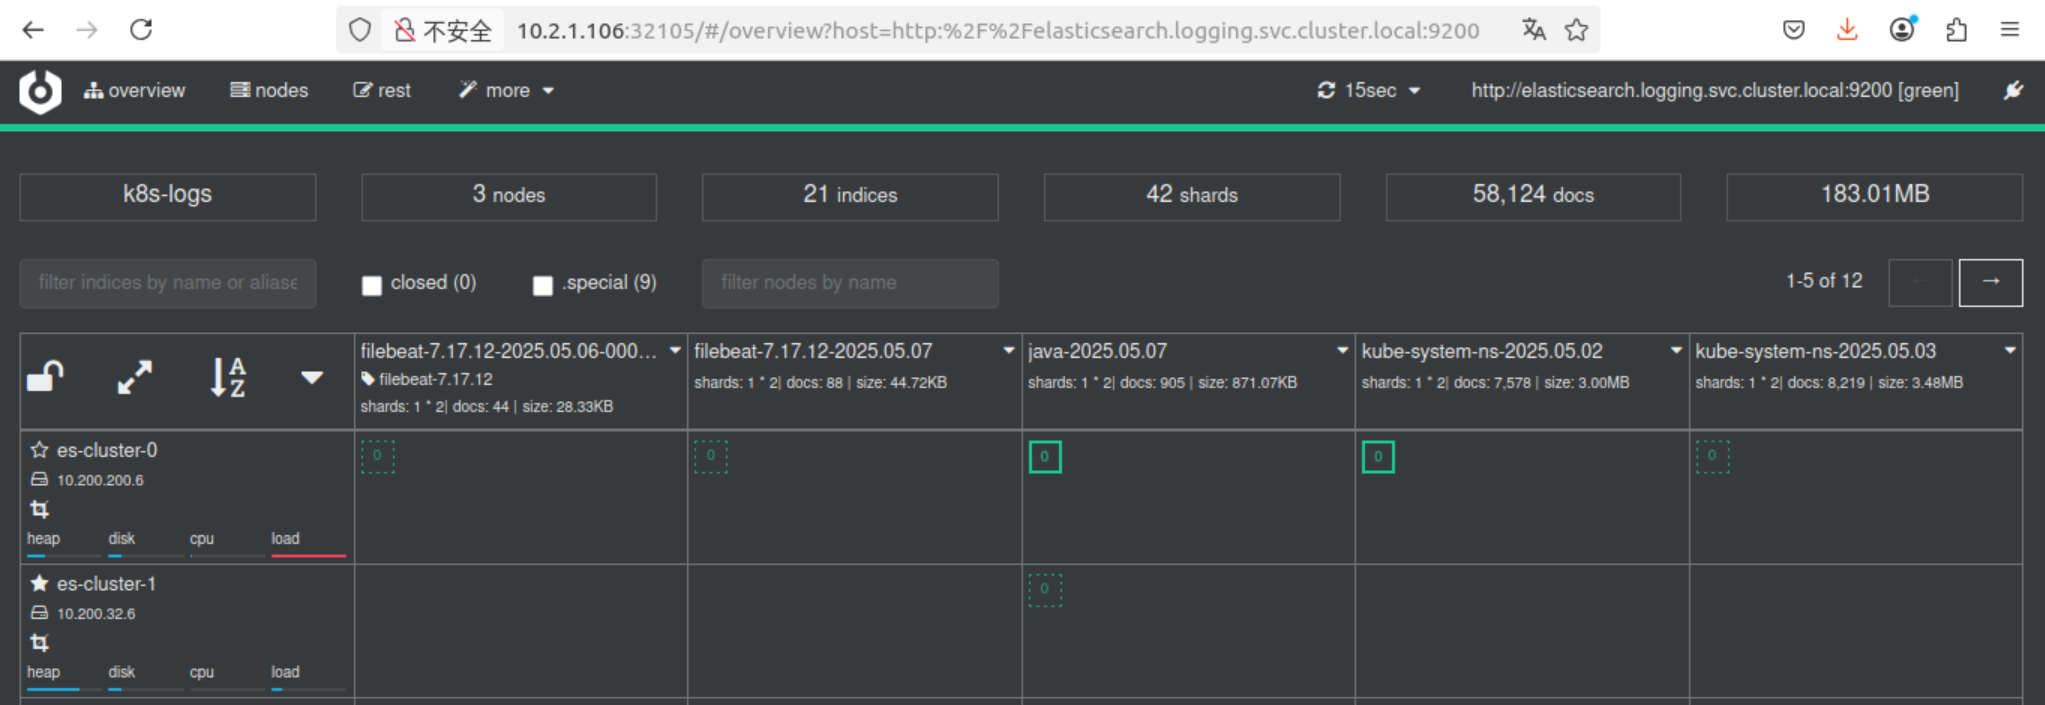 不安全 10.2.1.106:32105/#/overview?host=http:%2F%2Felasticsearch.logging.svc.cluster.local:9200
overview nodes rest more 15sec http://elasticsearch.logging.svc.cluster.local:9200 [green]
k8s-logs 3 nodes 21 indices 42 shards 58,124 docs 183.01MB
filter indices by name or aliase closed (0) .special (9) filter nodes by name 1-5 of 12 ← →
filebeat-7.17.12-2025.05.06-000... filebeat-7.17.12-2025.05.07 java-2025.05.07 kube-system-ns-2025.05.02 kube-system-ns-2025.05.03
filebeat-7.17.12 shards: 1 * 2| docs: 88 | size: 44.72KB shards: 1 * 2| docs: 905 | size: 871.07KB shards: 1 * 2| docs: 7,578 | size: 3.00MB shards: 1 * 2| docs: 8,219 | size: 3.48MB
shards: 1 * 2| docs: 44 | size: 28.33KB
A
Z
es-cluster-0 0 0 0 0 0
10.200.200.6
heap disk cpu load
es-cluster-1 0
10.200.32.6
heap disk cpu load